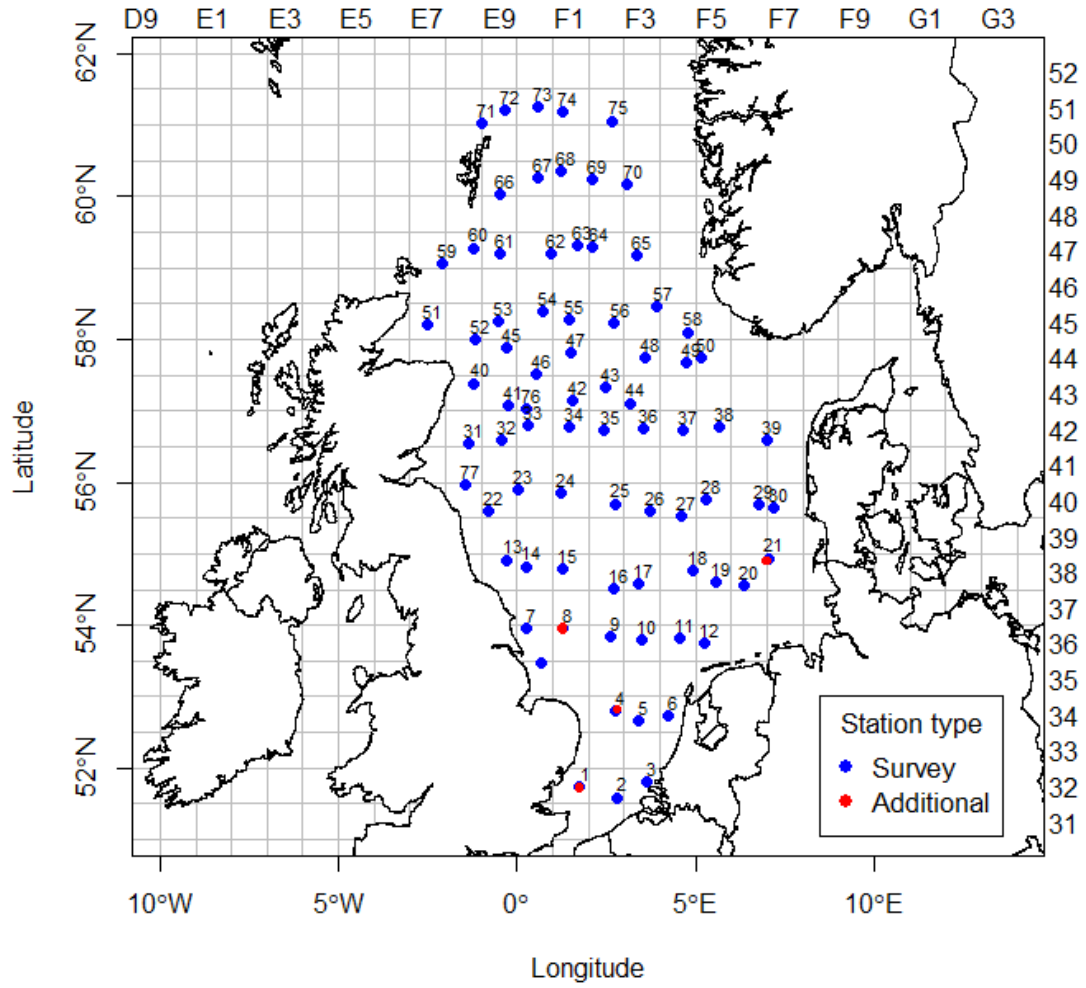 D9 E1 E3 E5 E7 E9 F1 F3 F5 F7 F9 G1 G3
62°N
60°N
58°N
56°N
54°N
52°N
Latitude
52
51
50
49
48
47
46
45
44
43
42
41
40
39
38
37
36
35
34
33
32
31
71 72 73 74 75
66 67 68 69 70
59 60 61 62 63 64 65
51 52 53 54 55 56 57 58
45 46 47 48 49 50
40 41 76 42 43 44
31 32 33 34 35 36 37 38 39
77 22 23 24 25 26 27 28 29 30
13 14 15 16 17 18 19 20 21
7 8 9 10 11 12
4 5 6
1 2 3
Station type
Survey
Additional
10°W 5°W 0° 5°E 10°E
Longitude